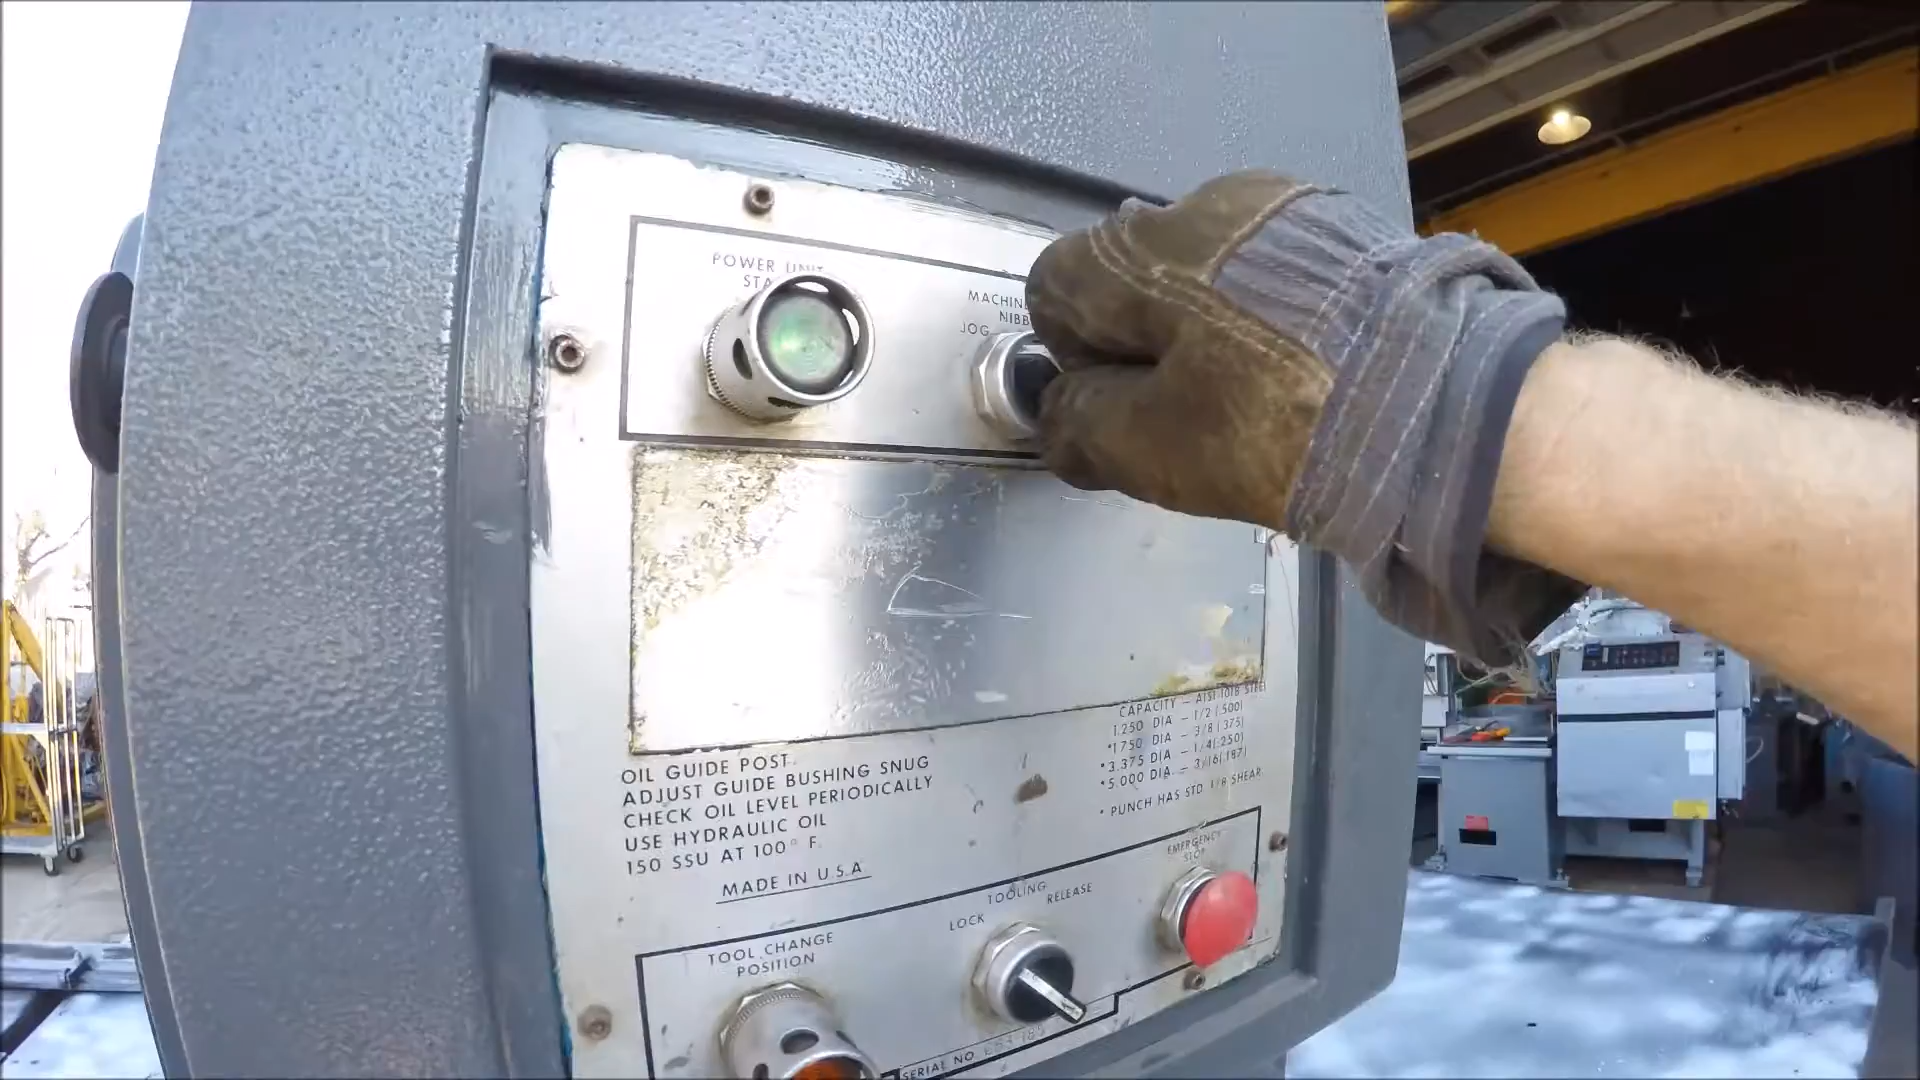 POWER UNIT
STA
MACHIN
NIBB
JOG
CAPACITY – AISI 1018 STEEL
1.250 DIA – 1/2 (.500)
*1.750 DIA – 3/8 (.375)
*3.375 DIA – 1/4 (.250)
*5.000 DIA – 3/16 (.187)
* PUNCH HAS STD 1/8 SHEAR
OIL GUIDE POST.
ADJUST GUIDE BUSHING SNUG
CHECK OIL LEVEL PERIODICALLY
USE HYDRAULIC OIL
150 SSU AT 100° F.
MADE IN U.S.A.
EMERGENCY
STOP
TOOLING
LOCK RELEASE
TOOL CHANGE
POSITION
SERIAL NO.